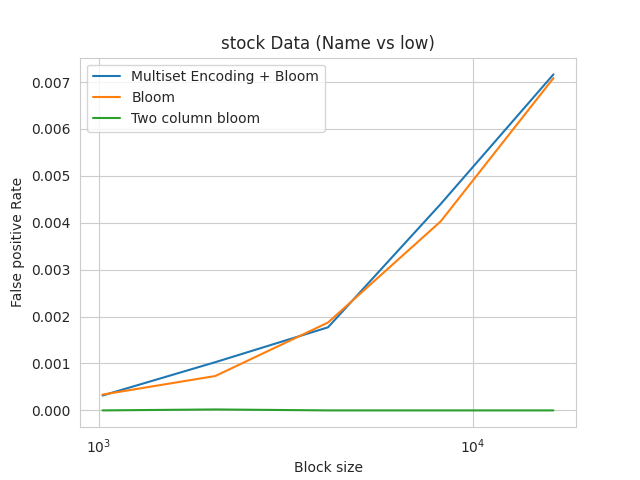 stock Data (Name vs low)
Multiset Encoding + Bloom
Bloom
Two column bloom
False positive Rate
0.007
0.006
0.005
0.004
0.003
0.002
0.001
0.000
10³ 10⁴
Block size